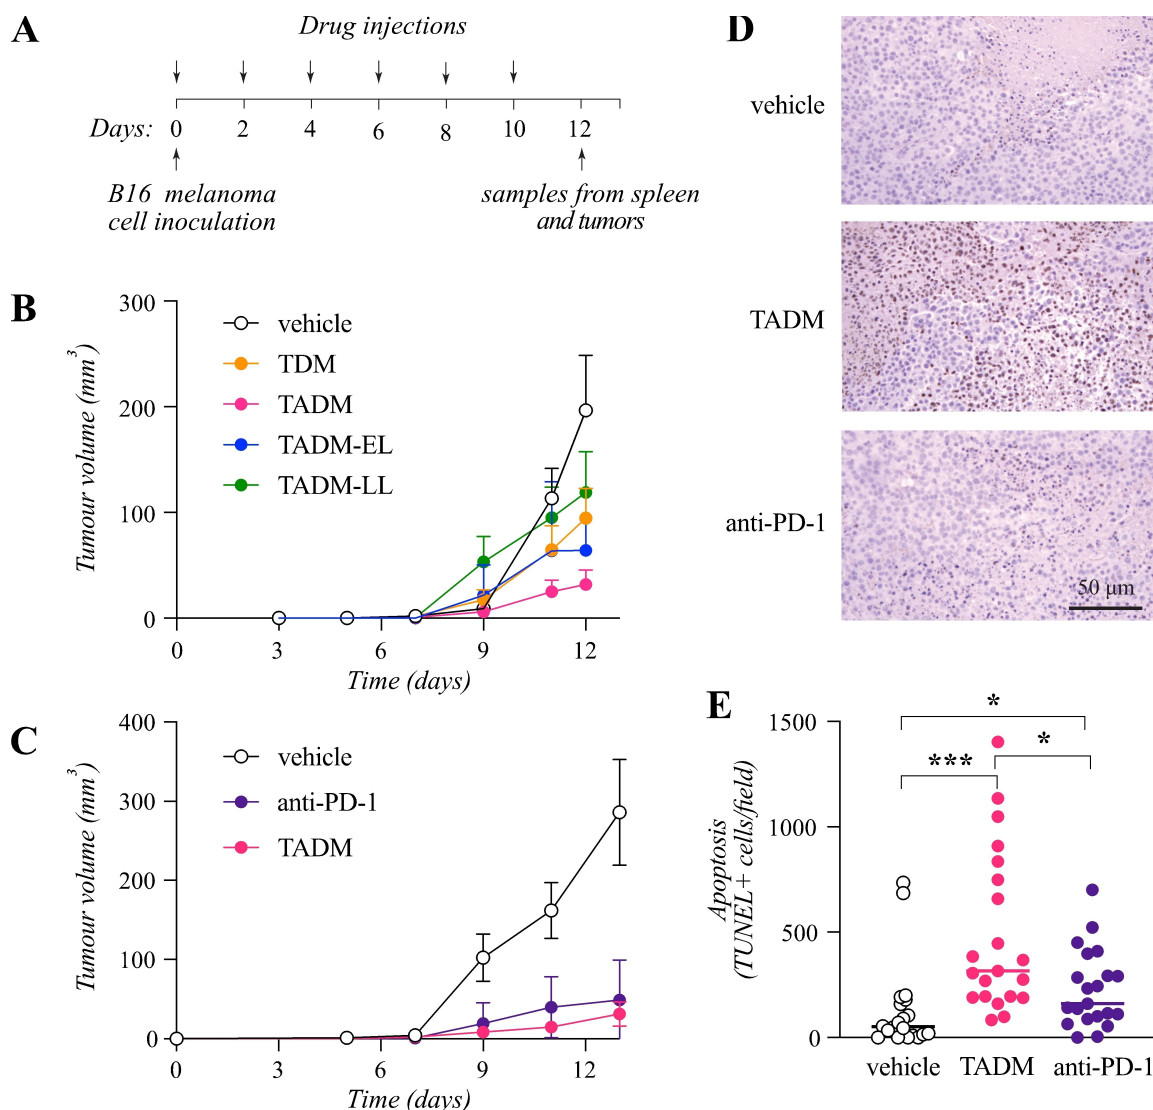 A
Drug injections
Days: 0 2 4 6 8 10 12
B16 melanoma
cell inoculation
samples from spleen
and tumors
B
Tumour volume (mm³)
300
200
100
0
vehicle
TDM
TADM
TADM-EL
TADM-LL
0 3 6 9 12
Time (days)
C
Tumour volume (mm³)
400
300
200
100
0
vehicle
anti-PD-1
TADM
0 3 6 9 12
Time (days)
D
vehicle
TADM
anti-PD-1
50 µm
E
Apoptosis
(TUNEL+ cells/field)
1500
1000
500
0
*
***
*
vehicle TADM anti-PD-1